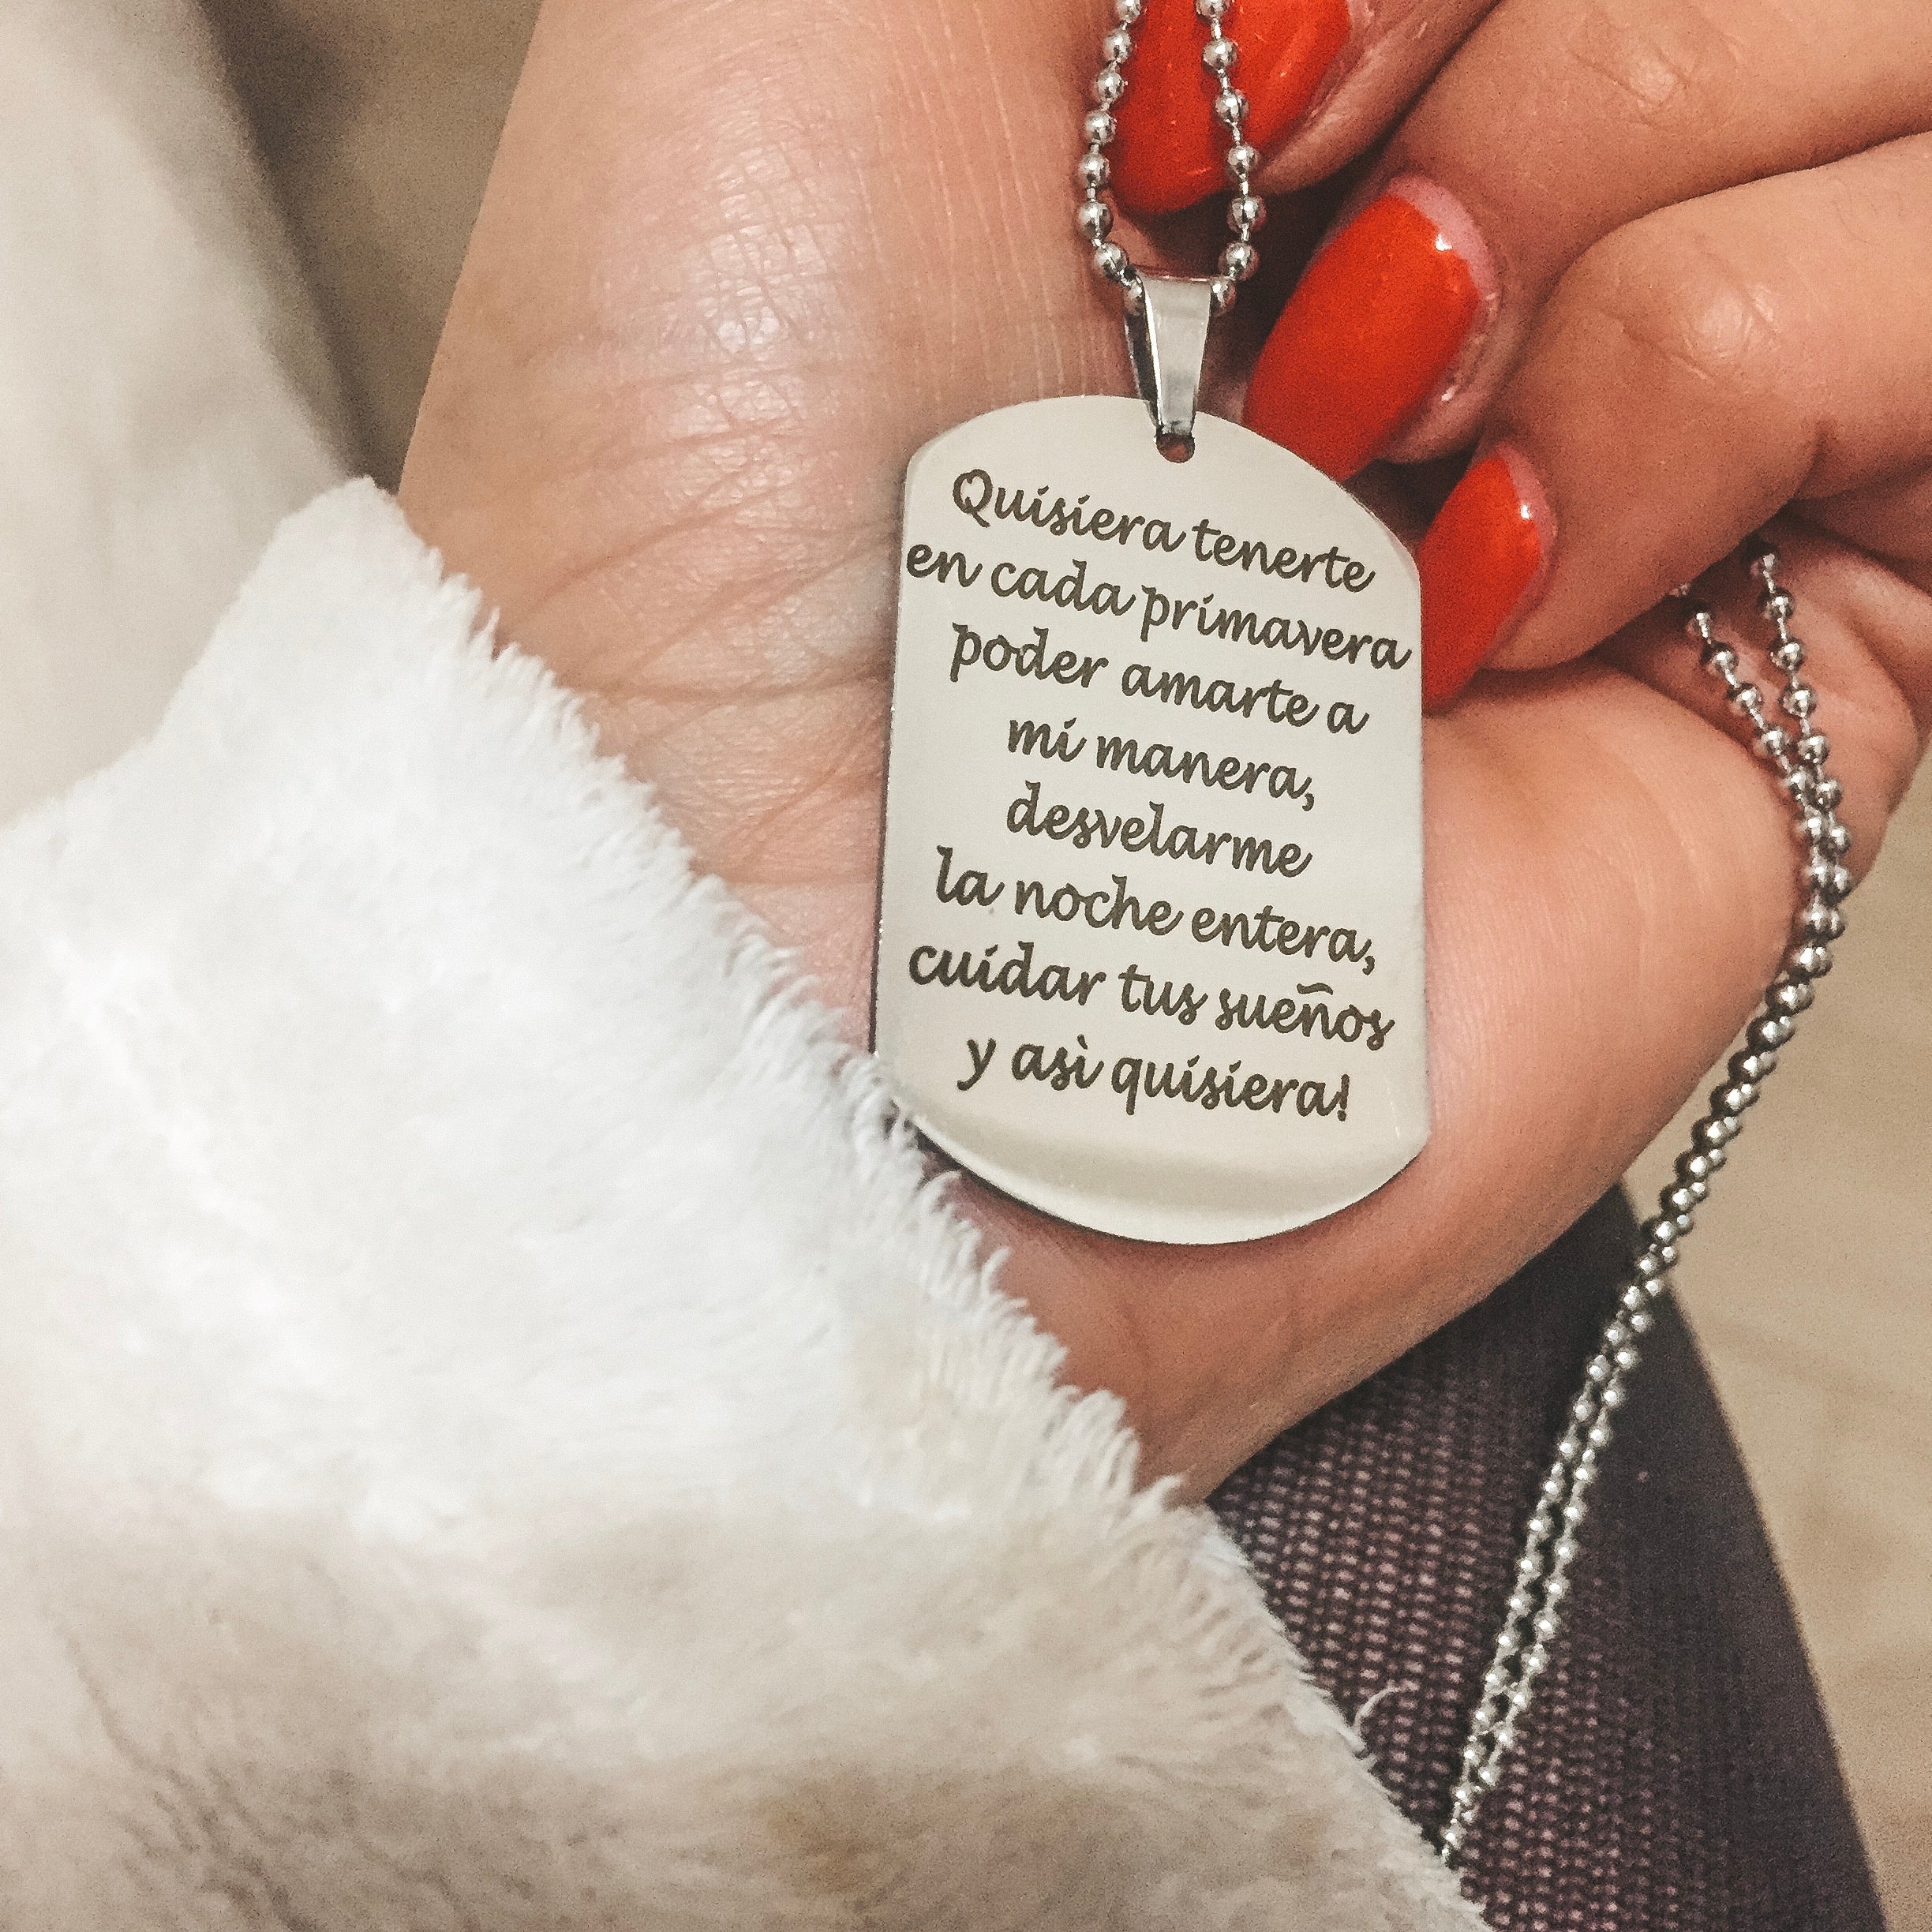 Quisiera tenerte
en cada primavera
poder amarte a
mi manera,
desvelarme
la noche entera,
cuidar tus sueños
y asì quisiera!